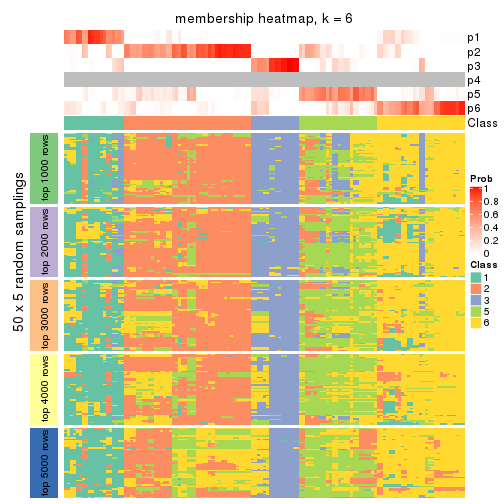 membership heatmap, k = 6
p1
p2
p3
p4
p5
p6
Class
50 x 5 random samplings
top 1000 rows
top 2000 rows
top 3000 rows
top 4000 rows
top 5000 rows
Prob
1
0.8
0.6
0.4
0.2
0
Class
1
2
3
5
6